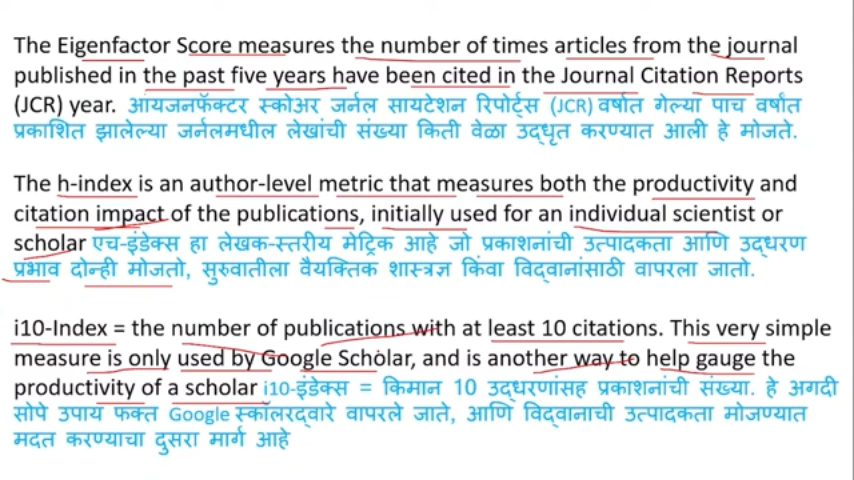 The Eigenfactor Score measures the number of times articles from the journal
published in the past five years have been cited in the Journal Citation Reports
(JCR) year. आयजनफॅक्टर स्कोअर जर्नल सायटेशन रिपोर्ट्स (JCR) वर्षात गेल्या पाच वर्षांत
प्रकाशित झालेल्या जर्नलमधील लेखांची संख्या किती वेळा उद्धृत करण्यात आली हे मोजते.
The h-index is an author-level metric that measures both the productivity and
citation impact of the publications, initially used for an individual scientist or
scholar एच-इंडेक्स हा लेखक-स्तरीय मेट्रिक आहे जो प्रकाशनांची उत्पादकता आणि उद्धरण
प्रभाव दोन्ही मोजतो, सुरुवातीला वैयक्तिक शास्त्रज्ञ किंवा विद्वानांसाठी वापरला जातो.
i10-Index = the number of publications with at least 10 citations. This very simple
measure is only used by Google Scholar, and is another way to help gauge the
productivity of a scholar i10-इंडेक्स = किमान 10 उद्धरणांसह प्रकाशनांची संख्या. हे अगदी
सोपे उपाय फक्त Google स्कॉलरद्वारे वापरले जाते, आणि विद्वानाची उत्पादकता मोजण्यात
मदत करण्याचा दुसरा मार्ग आहे